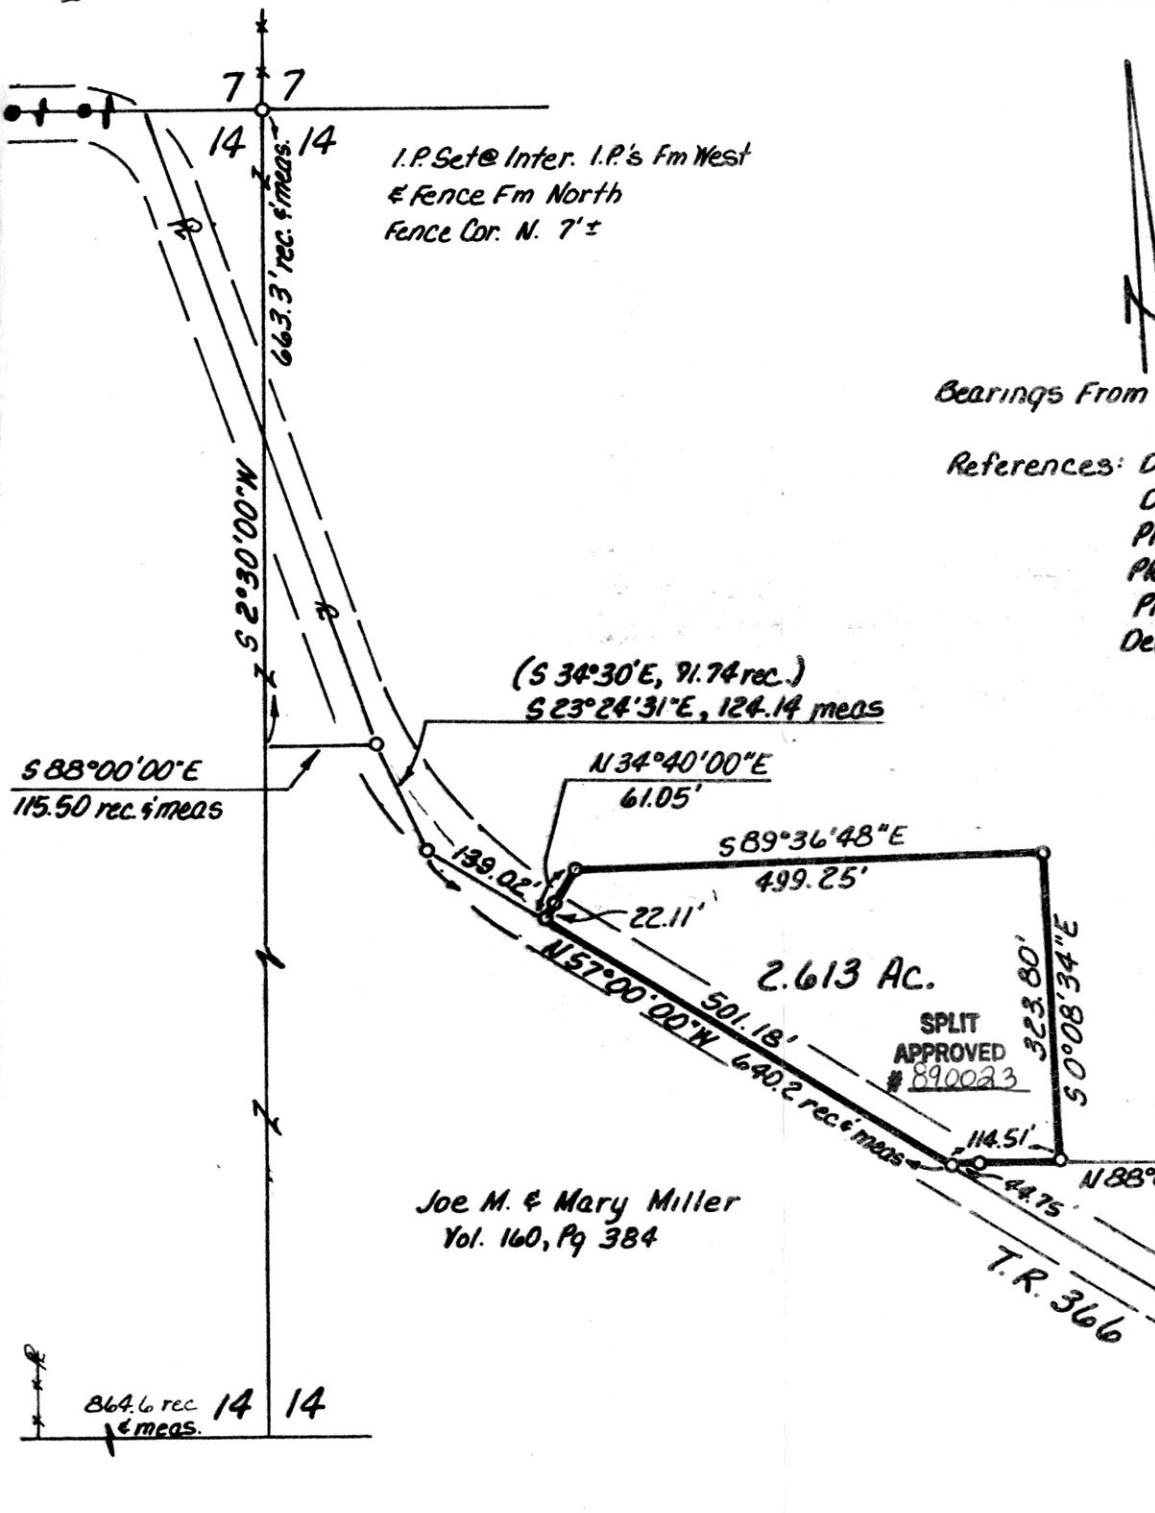 7 7
14 14
663.3' rec. & meas.
I.P. Set @ Inter. I.P.'s Fm West
& Fence Fm North
Fence Cor. N. 7'±
Bearings From
References:
S 2°30'00"W
(S 34°30'E, 91.74 rec.)
S 23°24'31"E, 124.14 meas
S 88°00'00"E
115.50 rec. & meas
N 34°40'00"E
61.05'
139.02'
22.11'
S 89°36'48"E
499.25'
323.80'
S 0°08'34"E
2.613 Ac.
SPLIT
APPROVED
# 890023
501.18'
N 57°00'00"W 640.2 rec & meas
114.51'
44.75'
N 88°
T.R. 366
Joe M. & Mary Miller
Vol. 160, Pg 384
864.6 rec
& meas.
14 14